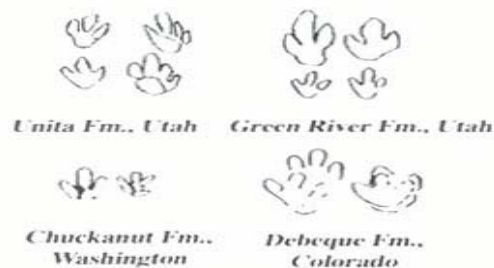 Unita Fm., Utah
Green River Fm., Utah
Chuckanut Fm.,
Washington
Debeque Fm.,
Colorado